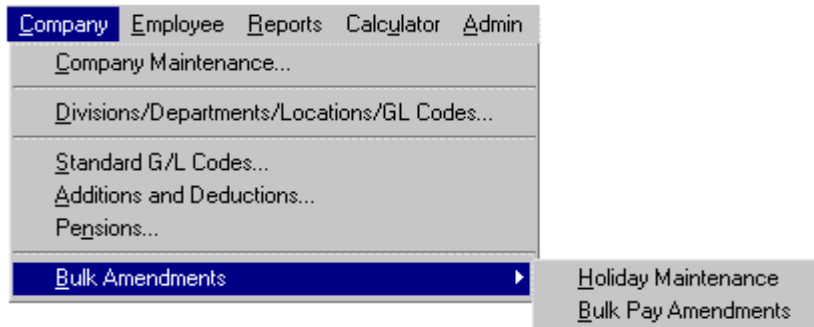 Company Employee Reports Calculator Admin
Company Maintenance...
Divisions/Departments/Locations/GL Codes...
Standard G/L Codes...
Additions and Deductions...
Pensions...
Bulk Amendments
Holiday Maintenance
Bulk Pay Amendments